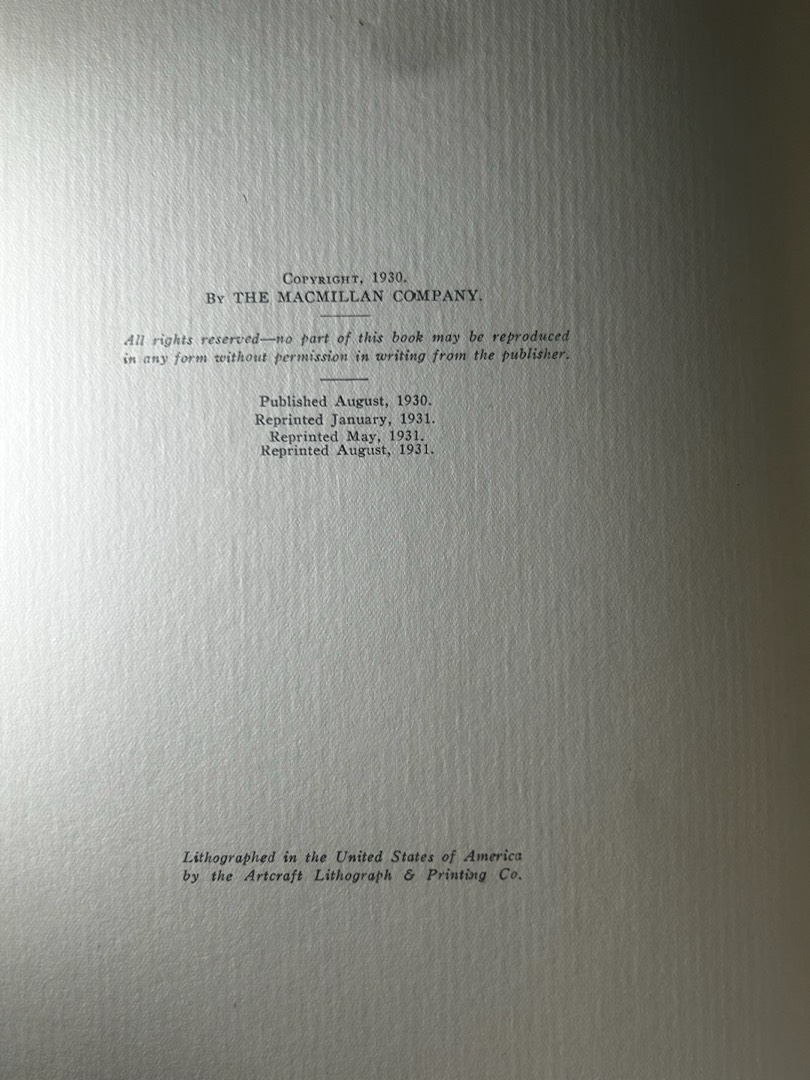 COPYRIGHT, 1930.
BY THE MACMILLAN COMPANY.
All rights reserved—no part of this book may be reproduced
in any form without permission in writing from the publisher.
Published August, 1930.
Reprinted January, 1931.
Reprinted May, 1931.
Reprinted August, 1931.
Lithographed in the United States of America
by the Artcraft Lithograph & Printing Co.